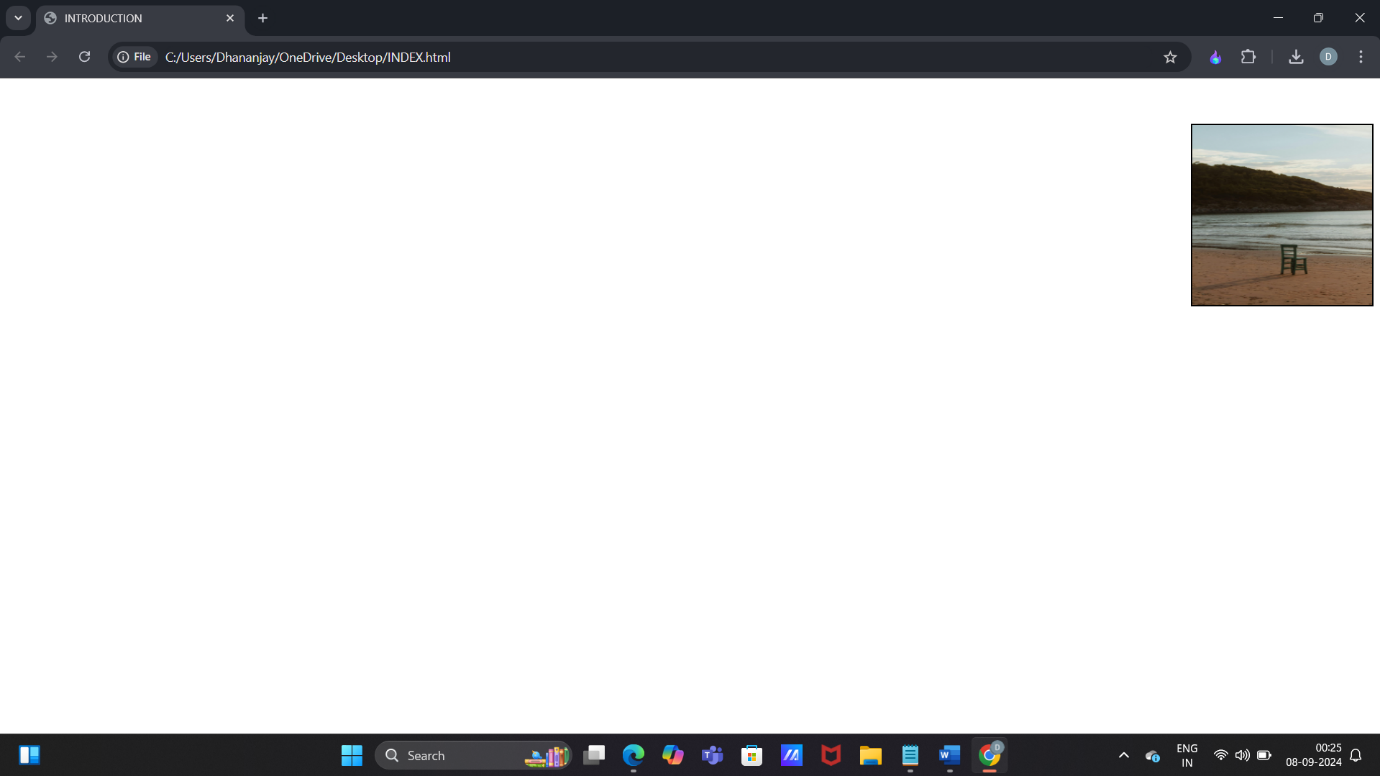 INTRODUCTION
File
C:/Users/Dhananjay/OneDrive/Desktop/INDEX.html
D
Search
W
D
ENG
IN
00:25
08-09-2024